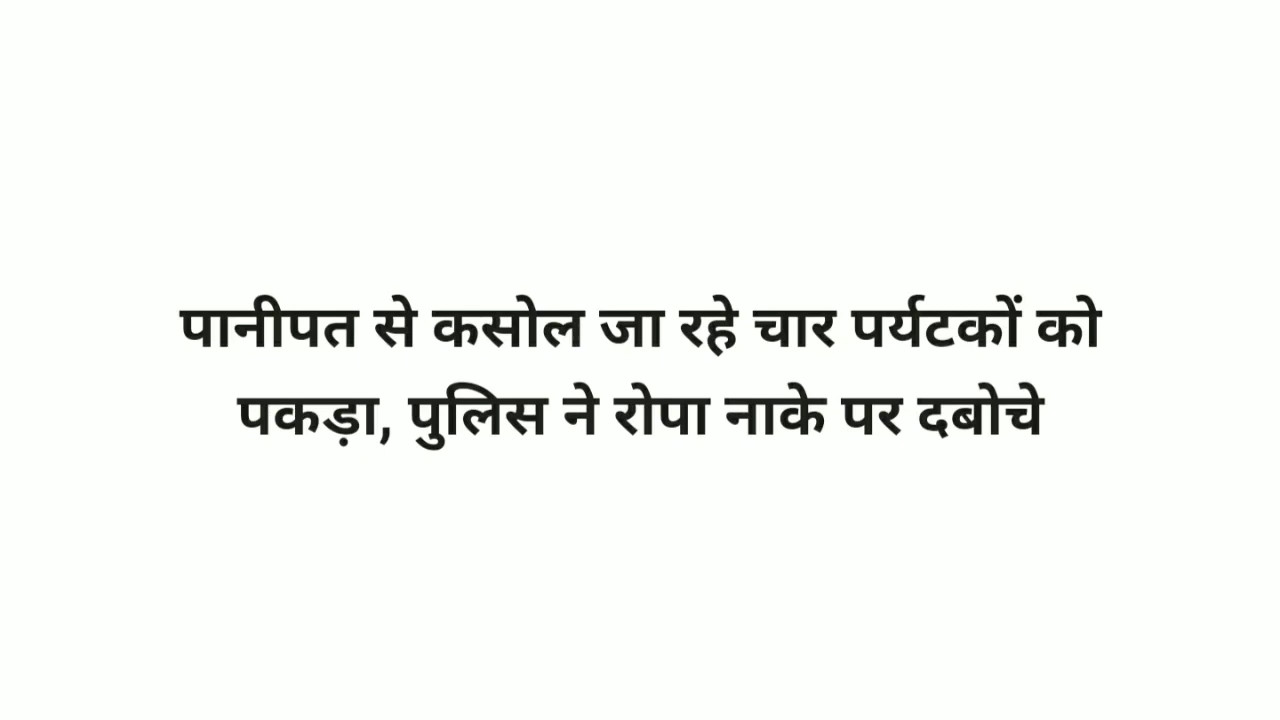 पानीपत से कसोल जा रहे चार पर्यटकों को
पकड़ा, पुलिस ने रोपा नाके पर दबोचे